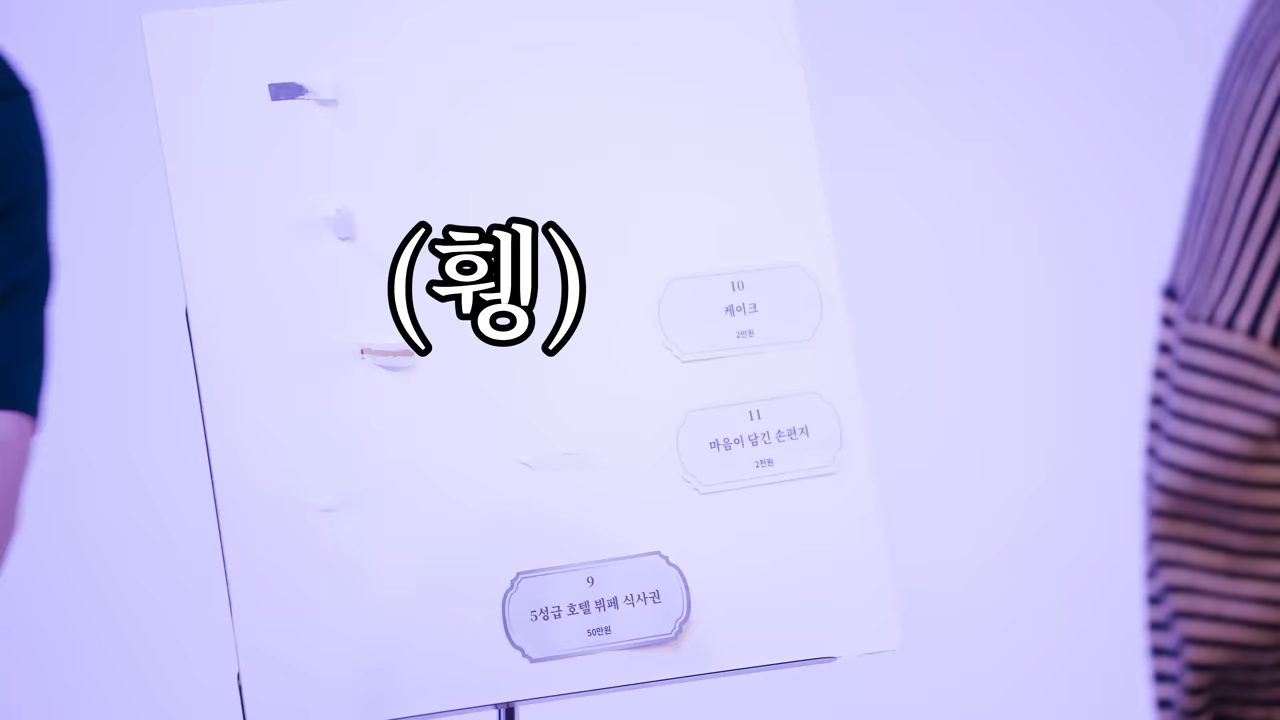 (휑)
10
케이크
2만원
11
마음이 담긴 손편지
2천원
9
5성급 호텔 뷔페 식사권
50만원